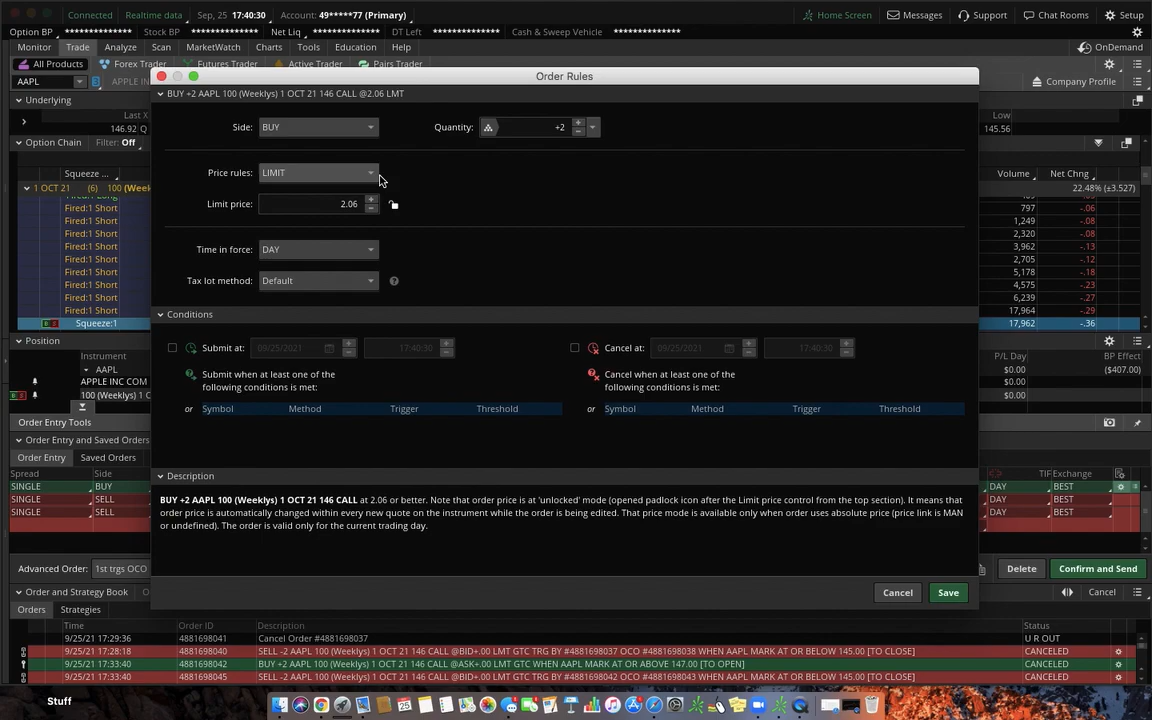 Connected Realtime data Sep, 25 17:40:30 Account: 49*****77 (Primary) Home Screen Messages Support Chat Rooms Setup
Option BP ************** Stock BP ************** Net Liq ************** DT Left ************** Cash & Sweep Vehicle **************
Monitor Trade Analyze Scan MarketWatch Charts Tools Education Help OnDemand
All Products Forex Trader Futures Trader Active Trader Pairs Trader
Order Rules
AAPL Company Profile
BUY +2 AAPL 100 (Weeklys) 1 OCT 21 146 CALL @2.06 LMT
Underlying
Last X Low
146.92 Q 145.56
Side: BUY Quantity: +2
Option Chain Filter: Off
Squeeze ... Volume Net Chng
Price rules: LIMIT
1 OCT 21 (6) 100 (Week 22.48% (±3.527)
Limit price: 2.06
797 -.06
Fired:1 Short 1,249 -.08
Fired:1 Short 2,320 -.08
Fired:1 Short 3,962 -.13
Time in force: DAY
Fired:1 Short 2,705 -.12
Fired:1 Short 5,178 -.18
Tax lot method: Default
Fired:1 Short 4,575 -.23
Fired:1 Short 6,239 -.27
Fired:1 Short 17,964 -.29
Squeeze:1 17,962 -.36
Conditions
Position
Submit at: 09/25/2021 17:40:30 Cancel at: 09/25/2021 17:40:30
Instrument P/L Day BP Effect
AAPL $0.00 ($407.00)
APPLE INC COM $0.00
100 (Weeklys) 1 O $0.00
Submit when at least one of the Cancel when at least one of the
following conditions is met: following conditions is met:
or Symbol Method Trigger Threshold or Symbol Method Trigger Threshold
Order Entry Tools
Order Entry and Saved Orders
Order Entry Saved Orders
Spread Side TIF Exchange
SINGLE BUY DAY BEST
SINGLE SELL DAY BEST
SINGLE SELL DAY BEST
Description
BUY +2 AAPL 100 (Weeklys) 1 OCT 21 146 CALL at 2.06 or better. Note that order price is at 'unlocked' mode (opened padlock icon after the Limit price control from the top section). It means that
order price is automatically changed within every new quote on the instrument while the order is being edited. That price mode is available only when order uses absolute price (price link is MAN
or undefined). The order is valid only for the current trading day.
Advanced Order: 1st trgs OCO Delete Confirm and Send
Cancel Save
Order and Strategy Book Cancel
Orders Strategies
Time Order ID Description Status
9/25/21 17:29:36 4881698041 Cancel Order #4881698037 U R OUT
9/25/21 17:28:18 4881698040 SELL -2 AAPL 100 (Weeklys) 1 OCT 21 146 CALL @BID+.00 LMT GTC TRG BY #4881698037 OCO #4881698038 WHEN AAPL MARK AT OR BELOW 145.00 [TO CLOSE] CANCELED
9/25/21 17:33:40 4881698042 BUY +2 AAPL 100 (Weeklys) 1 OCT 21 146 CALL @ASK+.00 LMT GTC WHEN AAPL MARK AT OR ABOVE 147.00 [TO OPEN] CANCELED
9/25/21 17:33:40 4881698045 SELL -2 AAPL 100 (Weeklys) 1 OCT 21 146 CALL @BID+.00 LMT GTC TRG BY #4881698042 OCO #4881698043 WHEN AAPL MARK AT OR BELOW 145.00 [TO CLOSE] CANCELED
Stuff